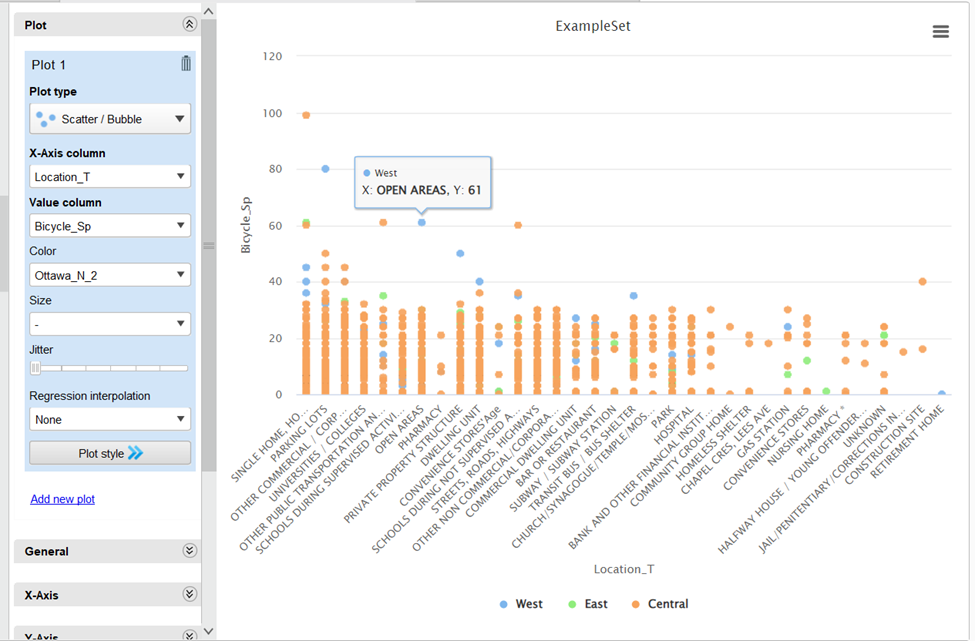 Plot
Plot 1
Plot type
Scatter / Bubble
X-Axis column
Location_T
Value column
Bicycle_Sp
Color
Ottawa_N_2
Size
-
Jitter
Regression interpolation
None
Plot style
Add new plot
General
X-Axis
Y-Axis
ExampleSet
120
100
80
60
40
20
0
Bicycle_Sp
West
X: OPEN AREAS, Y: 61
SINGLE HOME, HO...
PARKING LOTS
OTHER COMMERCIAL / CORP...
UNIVERSITIES / COLLEGES
OTHER PUBLIC TRANSPORTATION AN...
SCHOOLS DURING SUPERVISED ACTIVI...
OPEN AREAS
PHARMACY
PRIVATE PROPERTY STRUCTURE
DWELLING UNIT
CONVENIENCE STORESAge
SCHOOLS DURING NOT SUPERVISED A...
STREETS, ROADS, HIGHWAYS
OTHER NON COMMERCIAL/CORPORA...
COMMERCIAL DWELLING UNIT
BAR OR RESTAURANT
SUBWAY / SUBWAY STATION
TRANSIT BUS / BUS SHELTER
CHURCH/SYNAGOGUE/TEMPLE/MOS...
PARK
HOSPITAL
BANK AND OTHER FINANCIAL INSTIT...
COMMUNITY GROUP HOME
HOMELESS SHELTER
CHAPEL CRES, LEES AVE
GAS STATION
CONVENIENCE STORES
NURSING HOME
PHARMACY *
HALFWAY HOUSE / YOUNG OFFENDER...
UNKNOWN
JAIL/PENITENTIARY/CORRECTIONS IN...
CONSTRUCTION SITE
RETIREMENT HOME
Location_T
West
East
Central